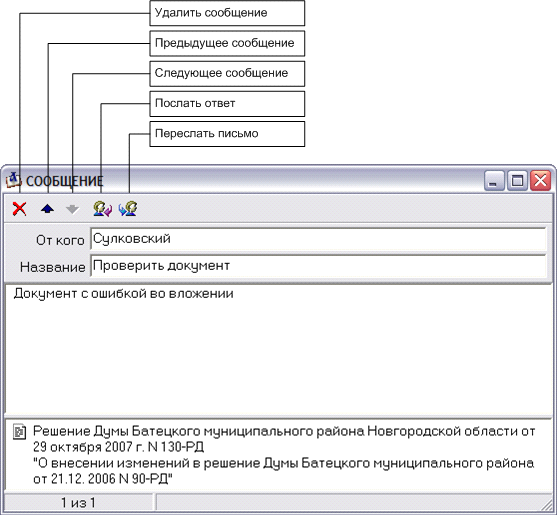 Удалить сообщение
Предыдущее сообщение
Следующее сообщение
Послать ответ
Переслать письмо
СООБЩЕНИЕ
От кого Сулковский
Название Проверить документ
Документ с ошибкой во вложении
Решение Думы Батецкого муниципального района Новгородской области от
29 октября 2007 г. N 130-РД
"О внесении изменений в решение Думы Батецкого муниципального района
от 21.12. 2006 N 90-РД"
1 из 1